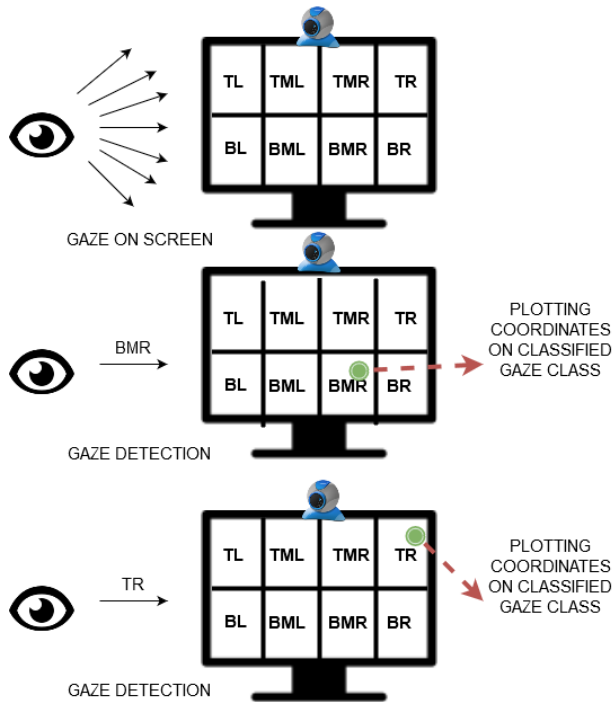 TL TML TMR TR
BL BML BMR BR
GAZE ON SCREEN
TL TML TMR TR
BMR
BL BML BMR BR
PLOTTING
COORDINATES
ON CLASSIFIED
GAZE CLASS
GAZE DETECTION
TL TML TMR TR
TR
BL BML BMR BR
PLOTTING
COORDINATES
ON CLASSIFIED
GAZE CLASS
GAZE DETECTION